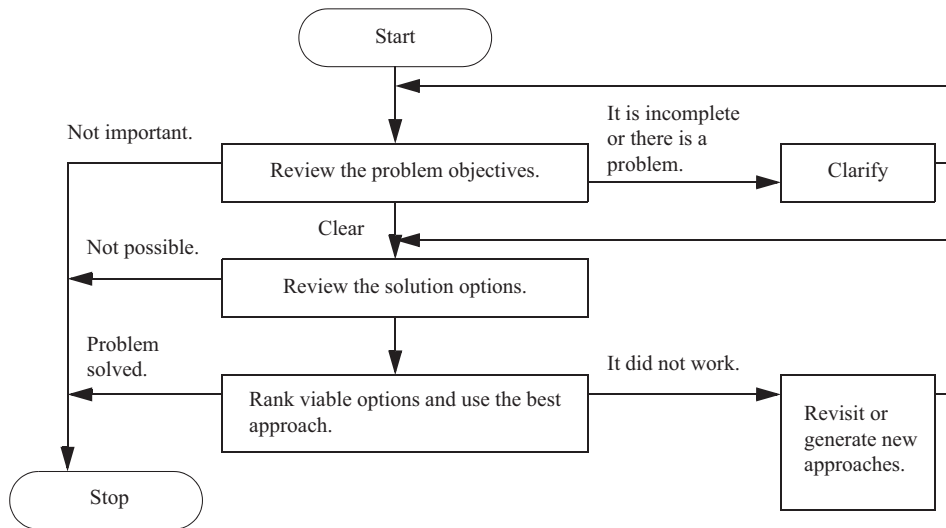 Start
Not important.
It is incomplete
or there is a
problem.
Review the problem objectives.
Clarify
Clear
Not possible.
Review the solution options.
Problem
solved.
It did not work.
Rank viable options and use the best
approach.
Revisit or
generate new
approaches.
Stop